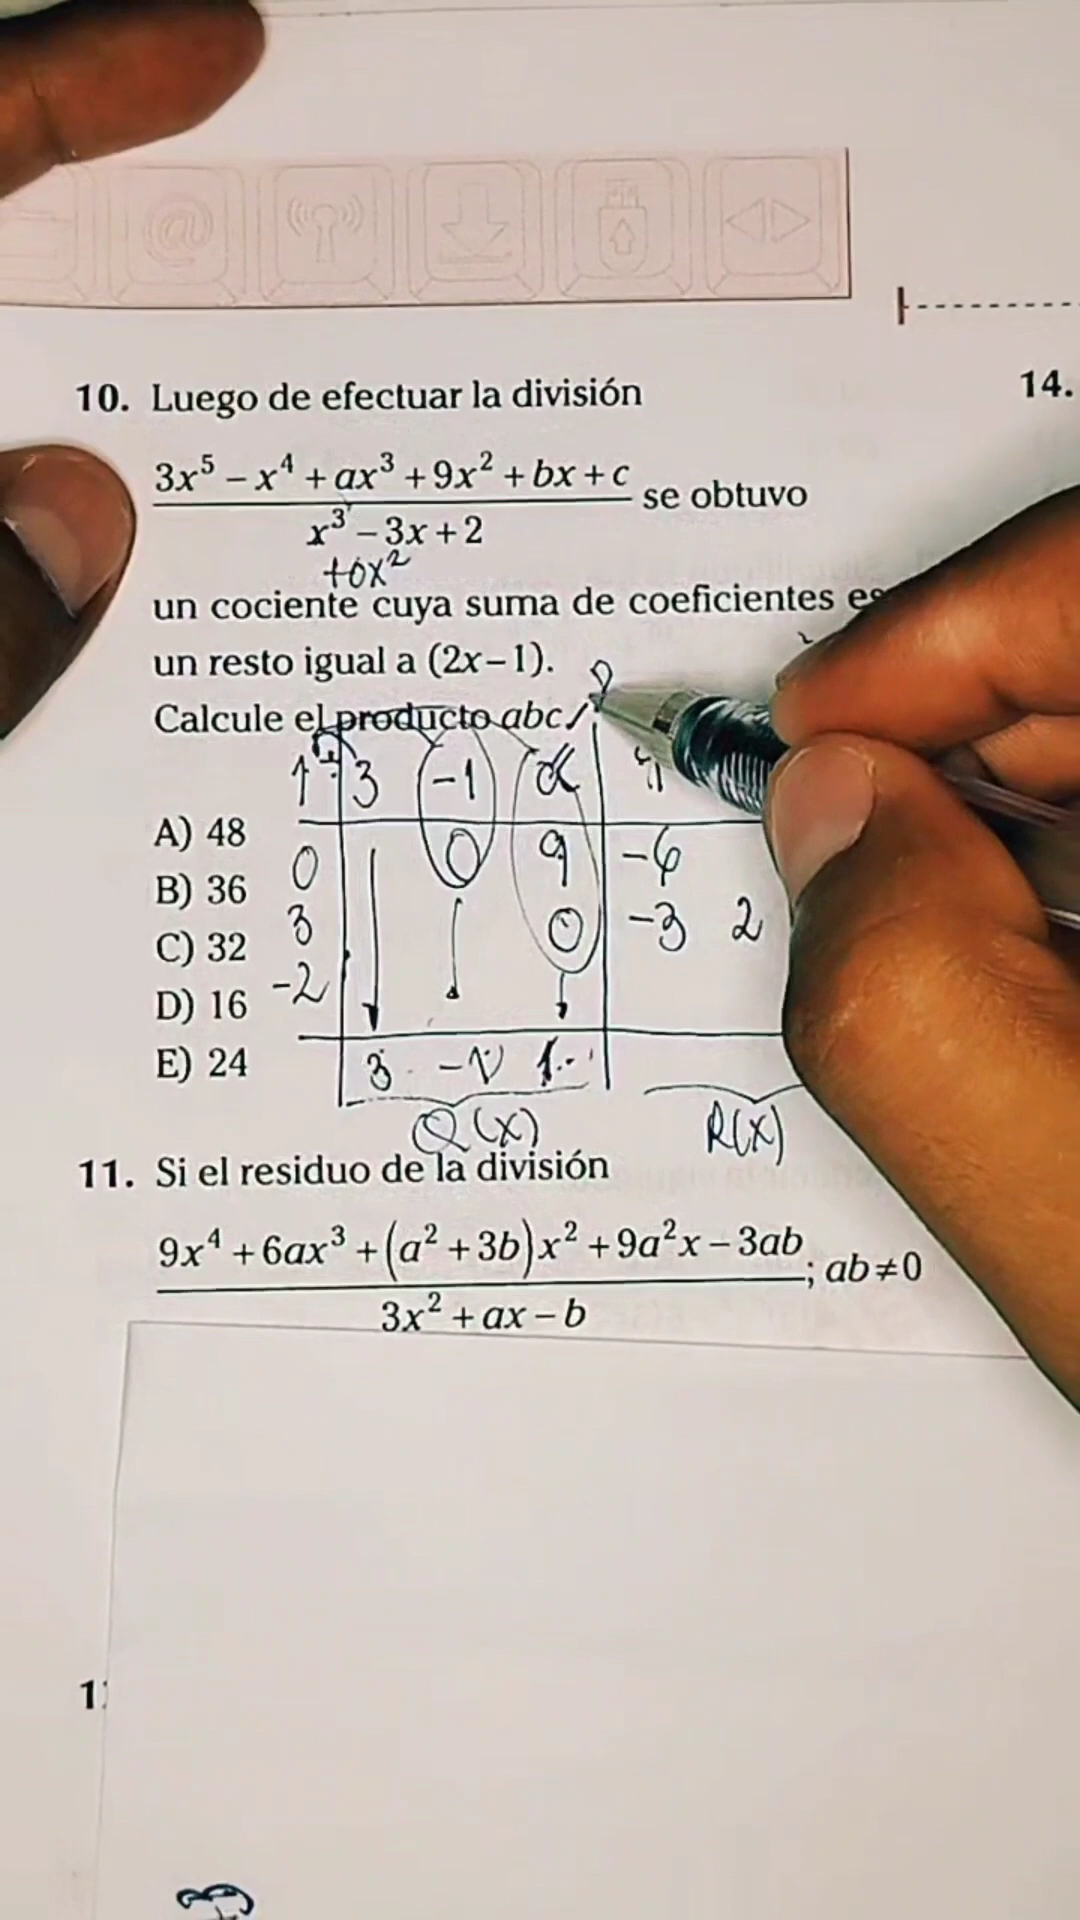 10. Luego de efectuar la división
3x⁵ − x⁴ + ax³ + 9x² + bx + c
se obtuvo
x³ − 3x + 2
+0x²
un cociente cuya suma de coeficientes es
un resto igual a (2x−1).
Calcule el producto abc
1 3 −1 a
A) 48
0 0 9 −6
B) 36
3 0 −3 2
C) 32
−2
D) 16
E) 24
3 −1 1
Q(x) R(x)
11. Si el residuo de la división
9x⁴ + 6ax³ + (a² + 3b)x² + 9a²x − 3ab
; ab≠0
3x² + ax − b
14.